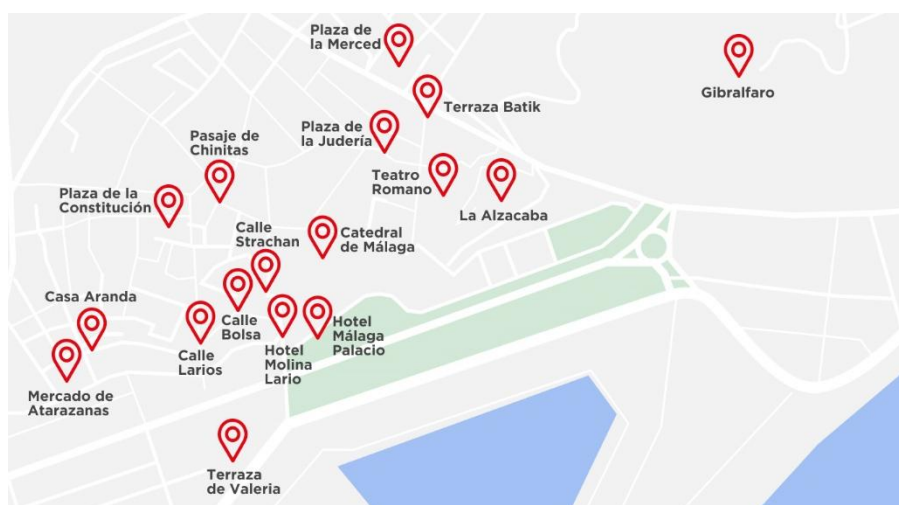 Plaza de
la Merced
Gibralfaro
Terraza Batik
Plaza de
la Judería
Pasaje de
Chinitas
Teatro
Romano
La Alzacaba
Plaza de la
Constitución
Calle
Strachan
Catedral
de Málaga
Casa Aranda
Calle
Bolsa
Hotel
Málaga
Palacio
Calle
Larios
Hotel
Molina
Lario
Mercado de
Atarazanas
Terraza
de Valeria